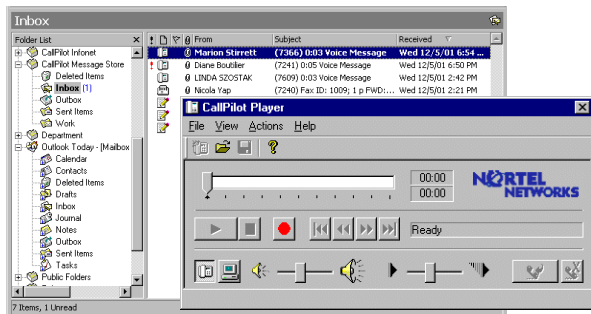 Inbox
Folder List
From Subject Received
CallPilot Infonet
CallPilot Message Store
Deleted Items
Inbox [1]
Outbox
Sent Items
Work
Department
Outlook Today - [Mailbox
Calendar
Contacts
Deleted Items
Drafts
Inbox
Journal
Notes
Outbox
Sent Items
Tasks
Public Folders
7 Items, 1 Unread
Marion Stirrett (7366) 0:03 Voice Message Wed 12/5/01 6:54 ...
Diane Boutilier (7241) 0:05 Voice Message Wed 12/5/01 6:50 PM
LINDA SZOSTAK (7609) 0:03 Voice Message Wed 12/5/01 2:42 PM
Nicola Yap (7240) Fax ID: 1009; 1 p FWD:... Wed 12/5/01 2:21 PM
CallPilot Player
File View Actions Help
00:00
00:00
NORTEL
NETWORKS
Ready